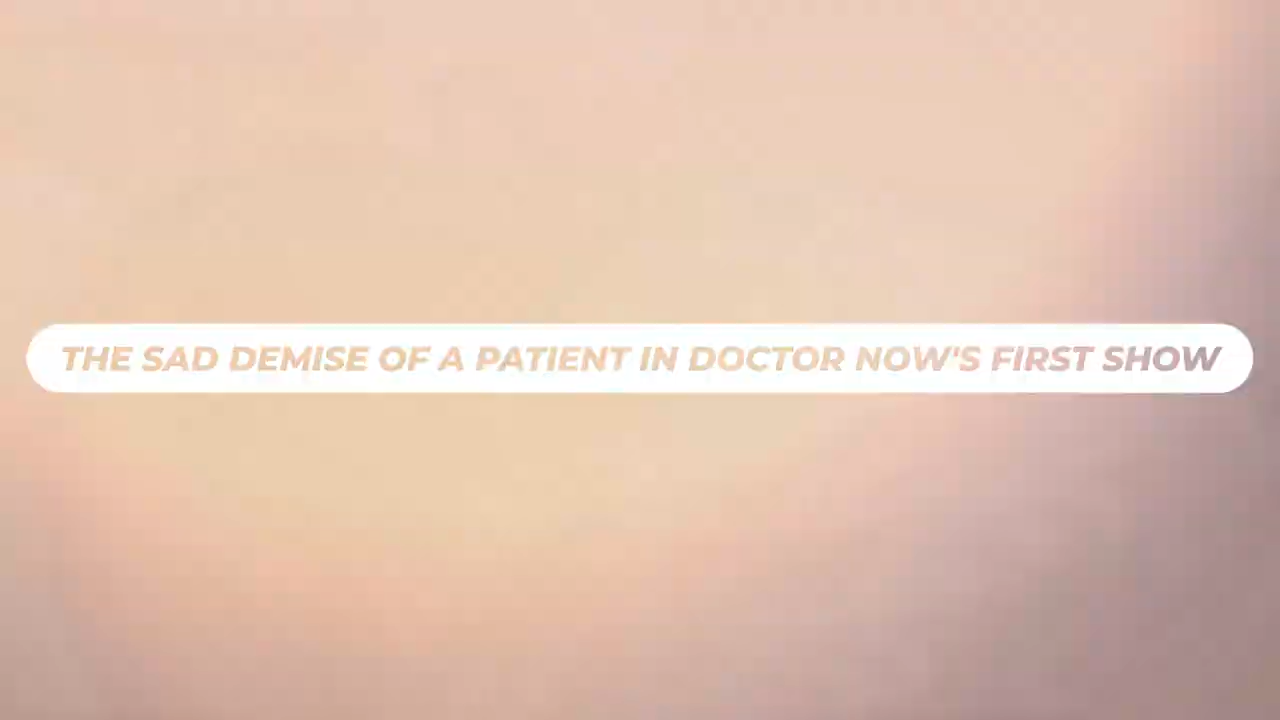 THE SAD DEMISE OF A PATIENT IN DOCTOR NOW'S FIRST SHOW